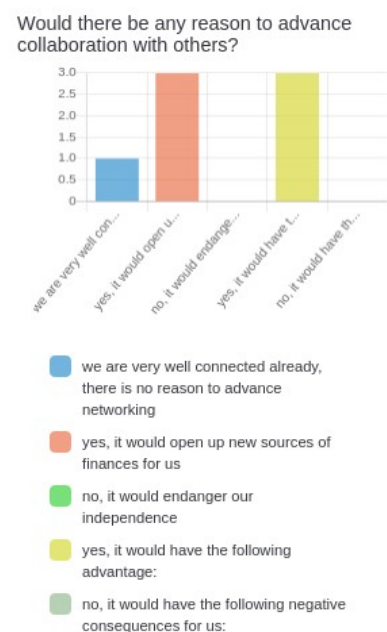 Would there be any reason to advance
collaboration with others?
3.0
2.5
2.0
1.5
1.0
0.5
0
we are very well con...
yes, it would open u...
no, it would endange...
yes, it would have t...
no, it would have th...
we are very well connected already,
there is no reason to advance
networking
yes, it would open up new sources of
finances for us
no, it would endanger our
independence
yes, it would have the following
advantage:
no, it would have the following negative
consequences for us: